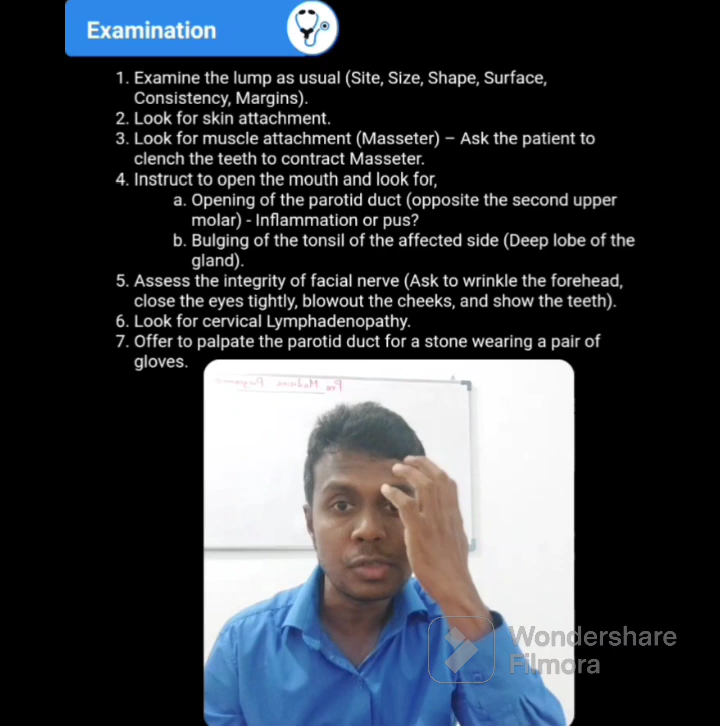 Examination
1. Examine the lump as usual (Site, Size, Shape, Surface,
Consistency, Margins).
2. Look for skin attachment.
3. Look for muscle attachment (Masseter) – Ask the patient to
clench the teeth to contract Masseter.
4. Instruct to open the mouth and look for,
a. Opening of the parotid duct (opposite the second upper
molar) - Inflammation or pus?
b. Bulging of the tonsil of the affected side (Deep lobe of the
gland).
5. Assess the integrity of facial nerve (Ask to wrinkle the forehead,
close the eyes tightly, blowout the cheeks, and show the teeth).
6. Look for cervical Lymphadenopathy.
7. Offer to palpate the parotid duct for a stone wearing a pair of
gloves.
Wondershare
Filmora